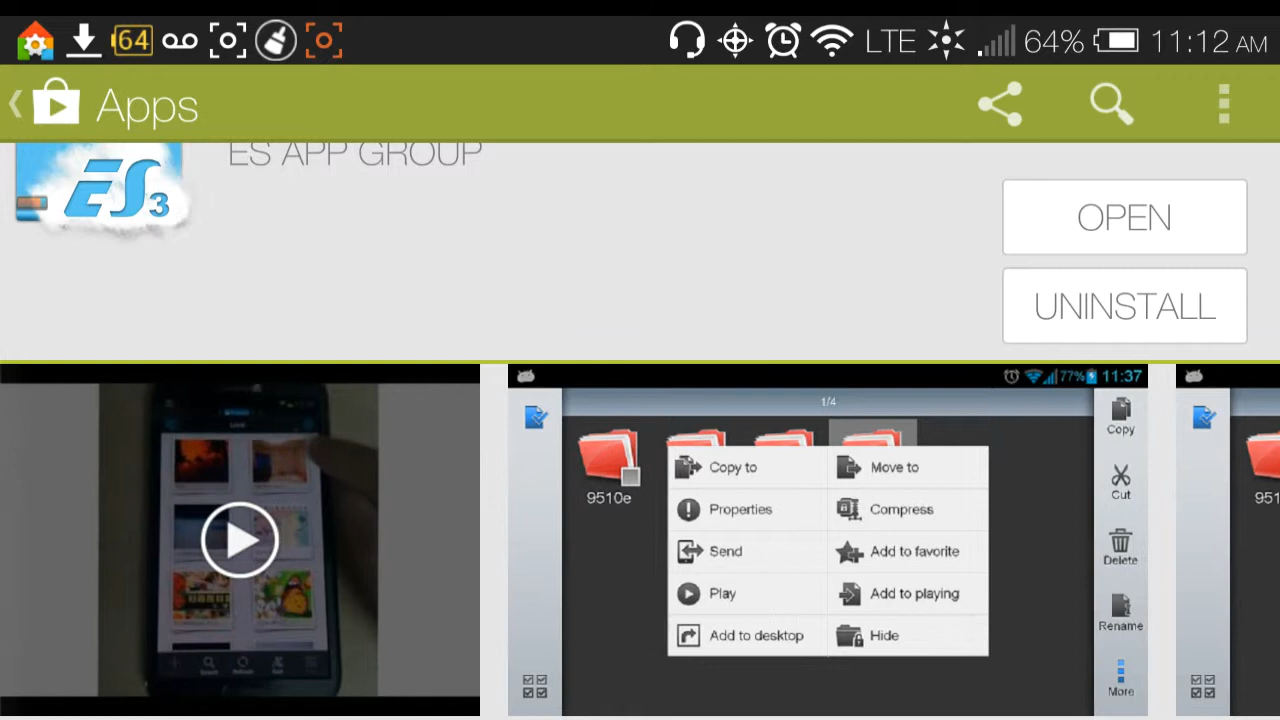 64 LTE 64% 11:12 AM
Apps
ES APP GROUP
ES3
OPEN
UNINSTALL
77% 11:37
1/4
Copy
9510e
Copy to Move to
Properties Compress
Cut
Send Add to favorite
Delete
Play Add to playing
Rename
Add to desktop Hide
More
951